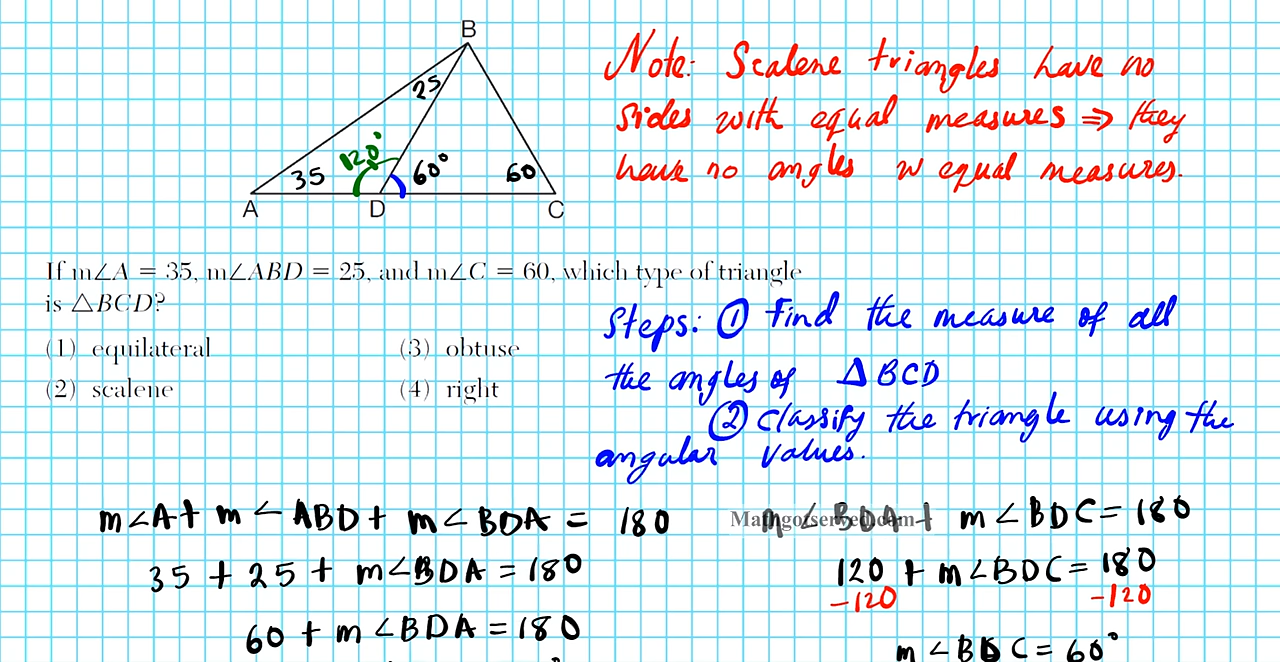 B
25
120°
35
60°
60
A
D
C
Note: Scalene triangles have no
sides with equal measures ⇒ they
have no angles w equal measures.
If m∠A = 35, m∠ABD = 25, and m∠C = 60, which type of triangle
is △BCD?
(1) equilateral
(3) obtuse
(2) scalene
(4) right
Steps: ① Find the measure of all
the angles of △BCD
② Classify the triangle using the
angular values.
m∠A + m∠ABD + m∠BDA = 180
35 + 25 + m∠BDA = 180
60 + m∠BDA = 180
m∠BDA + m∠BDC = 180
Mathgotserved.com
120 + m∠BDC = 180
-120 -120
m∠BDC = 60°